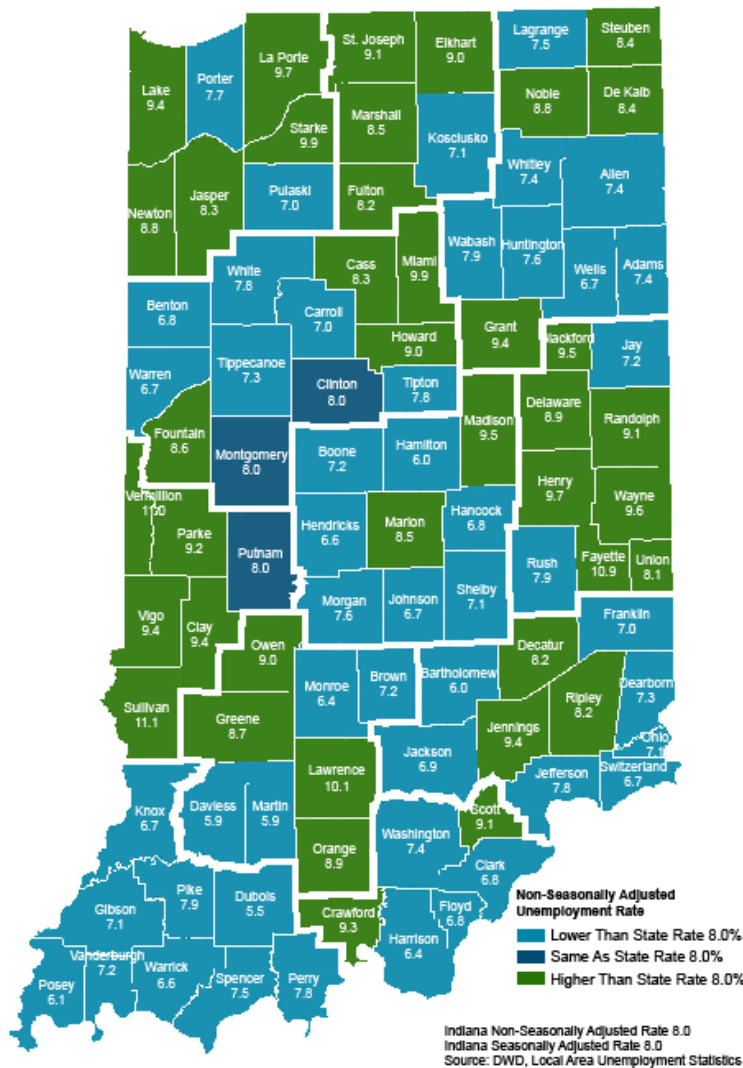 Lake
9.4
Porter
7.7
La Porte
9.7
St. Joseph
9.1
Elkhart
9.0
Lagrange
7.5
Steuben
8.4
Noble
8.8
De Kalb
8.4
Starke
9.9
Marshall
8.5
Kosciusko
7.1
Whitley
7.4
Allen
7.4
Newton
8.8
Jasper
8.3
Pulaski
7.0
Fulton
8.2
Wabash
7.9
Huntington
7.6
Wells
6.7
Adams
7.4
White
7.8
Cass
8.3
Miami
9.9
Benton
6.8
Carroll
7.0
Howard
9.0
Grant
9.4
Blackford
9.5
Jay
7.2
Warren
6.7
Tippecanoe
7.3
Clinton
8.0
Tipton
7.8
Madison
9.5
Delaware
8.9
Randolph
9.1
Fountain
8.6
Montgomery
8.0
Boone
7.2
Hamilton
6.0
Henry
9.7
Wayne
9.6
Vermillion
11.0
Parke
9.2
Putnam
8.0
Hendricks
6.6
Marion
8.5
Hancock
6.8
Rush
7.9
Fayette
10.9
Union
8.1
Vigo
9.4
Clay
9.4
Morgan
7.6
Johnson
6.7
Shelby
7.1
Franklin
7.0
Owen
9.0
Decatur
8.2
Sullivan
11.1
Greene
8.7
Monroe
6.4
Brown
7.2
Bartholomew
6.0
Ripley
8.2
Dearborn
7.3
Jennings
9.4
Ohio
7.1
Jackson
6.9
Lawrence
10.1
Jefferson
7.8
Switzerland
6.7
Knox
6.7
Daviess
5.9
Martin
5.9
Scott
9.1
Washington
7.4
Orange
8.9
Clark
6.8
Pike
7.9
Dubois
5.5
Gibson
7.1
Crawford
9.3
Floyd
6.8
Harrison
6.4
Vanderburgh
7.2
Warrick
6.6
Spencer
7.5
Perry
7.8
Posey
6.1
Non-Seasonally Adjusted
Unemployment Rate
Lower Than State Rate 8.0%
Same As State Rate 8.0%
Higher Than State Rate 8.0%
Indiana Non-Seasonally Adjusted Rate 8.0
Indiana Seasonally Adjusted Rate 8.0
Source: DWD, Local Area Unemployment Statistics